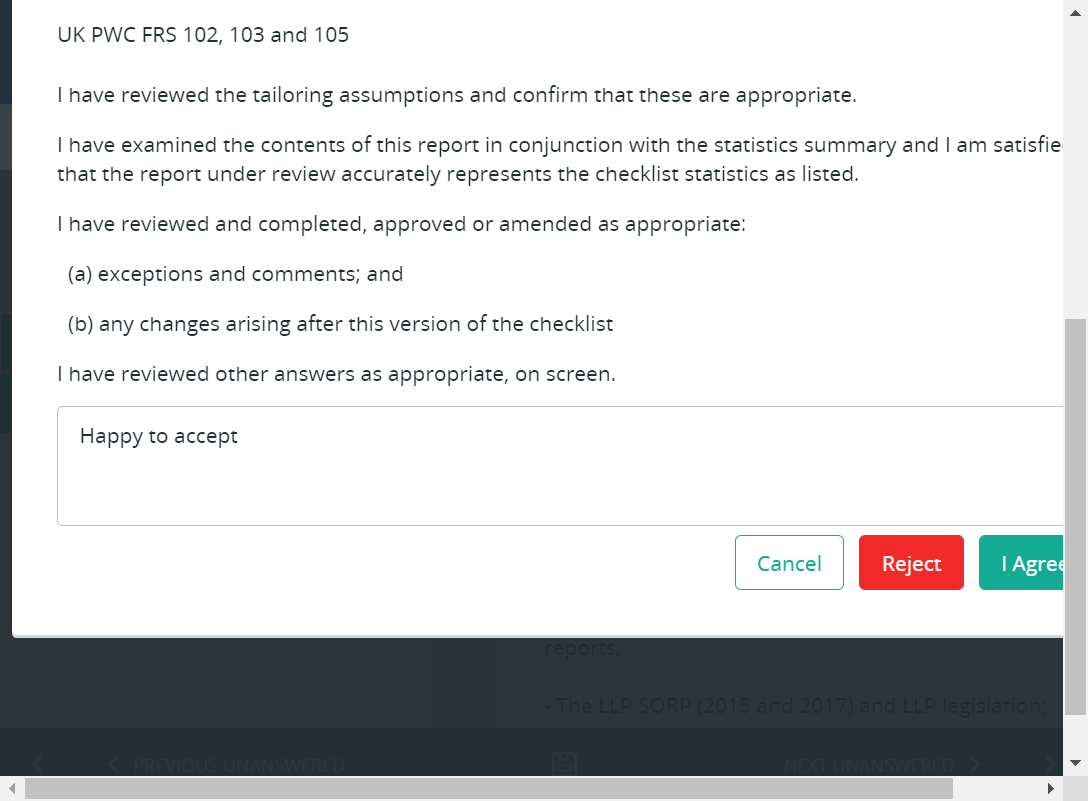 UK PWC FRS 102, 103 and 105
I have reviewed the tailoring assumptions and confirm that these are appropriate.
I have examined the contents of this report in conjunction with the statistics summary and I am satisfie
that the report under review accurately represents the checklist statistics as listed.
I have reviewed and completed, approved or amended as appropriate:
(a) exceptions and comments; and
(b) any changes arising after this version of the checklist
I have reviewed other answers as appropriate, on screen.
Happy to accept
Cancel Reject I Agree
reports;
- The LLP SORP (2015 and 2017) and LLP legislation;
PREVIOUS UNANSWERED NEXT UNANSWERED